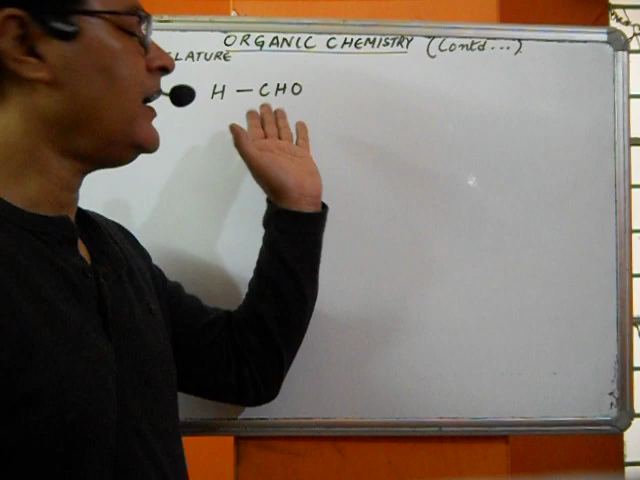 ORGANIC CHEMISTRY (Contd...)
LATURE
H — CHO